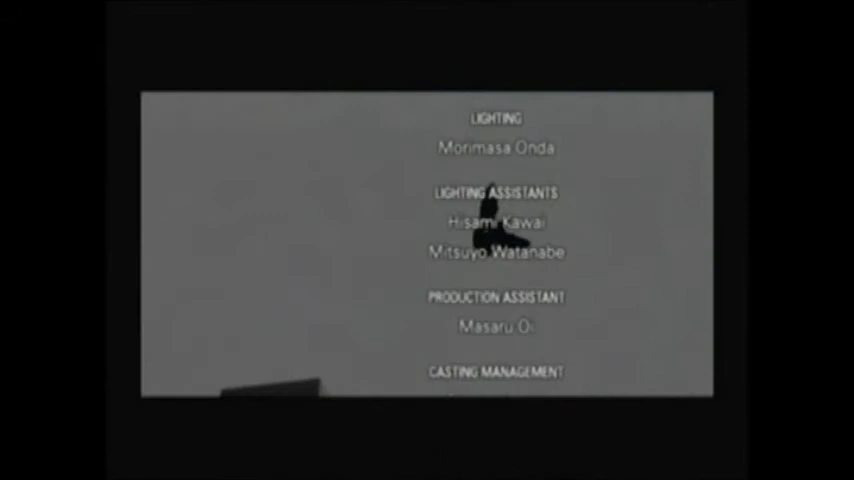 LIGHTING
Morimasa Onda
LIGHTING ASSISTANTS
Hisami Kawai
Mitsuyo Watanabe
PRODUCTION ASSISTANT
Masaru Oi
CASTING MANAGEMENT